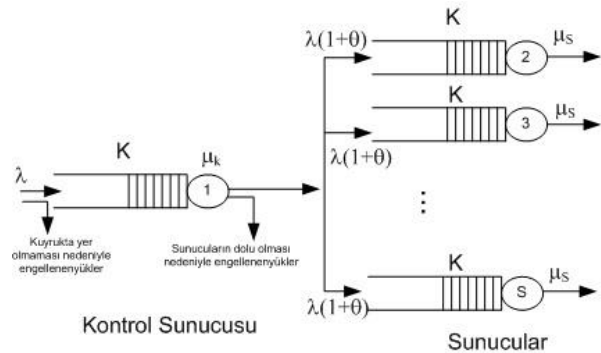 K
λ(1+θ)
μS
2
K
μS
3
λ(1+θ)
K
μk
λ
1
Kuyrukta yer
olmaması nedeniyle
engellenenyükler
Sunucuların dolu olması
nedeniyle engellenenyükler
...
K
μS
S
λ(1+θ)
Kontrol Sunucusu
Sunucular